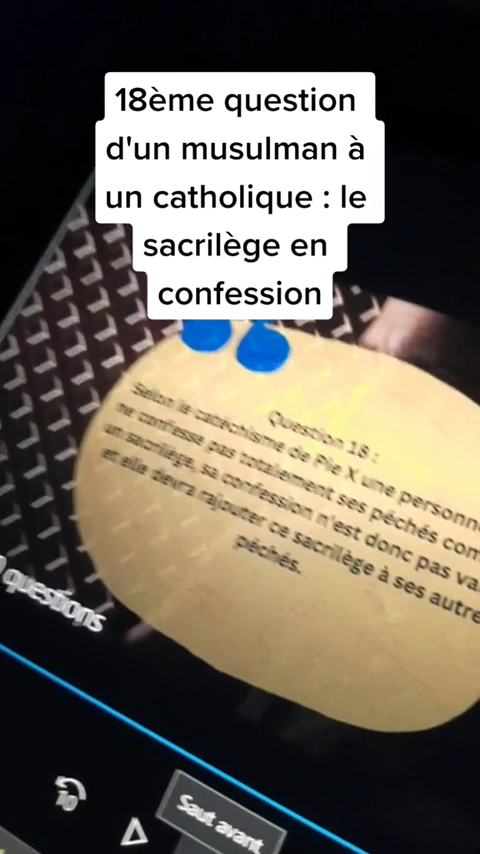 18ème question
d'un musulman à
un catholique : le
sacrilège en
confession
Question 18 :
Selon le catéchisme de Pie X une personne
ne confesse pas totalement ses péchés com
un sacrilège, sa confession n'est donc pas va
et elle devra rajouter ce sacrilège à ses autre
péchés.
questions
10
Saut avant